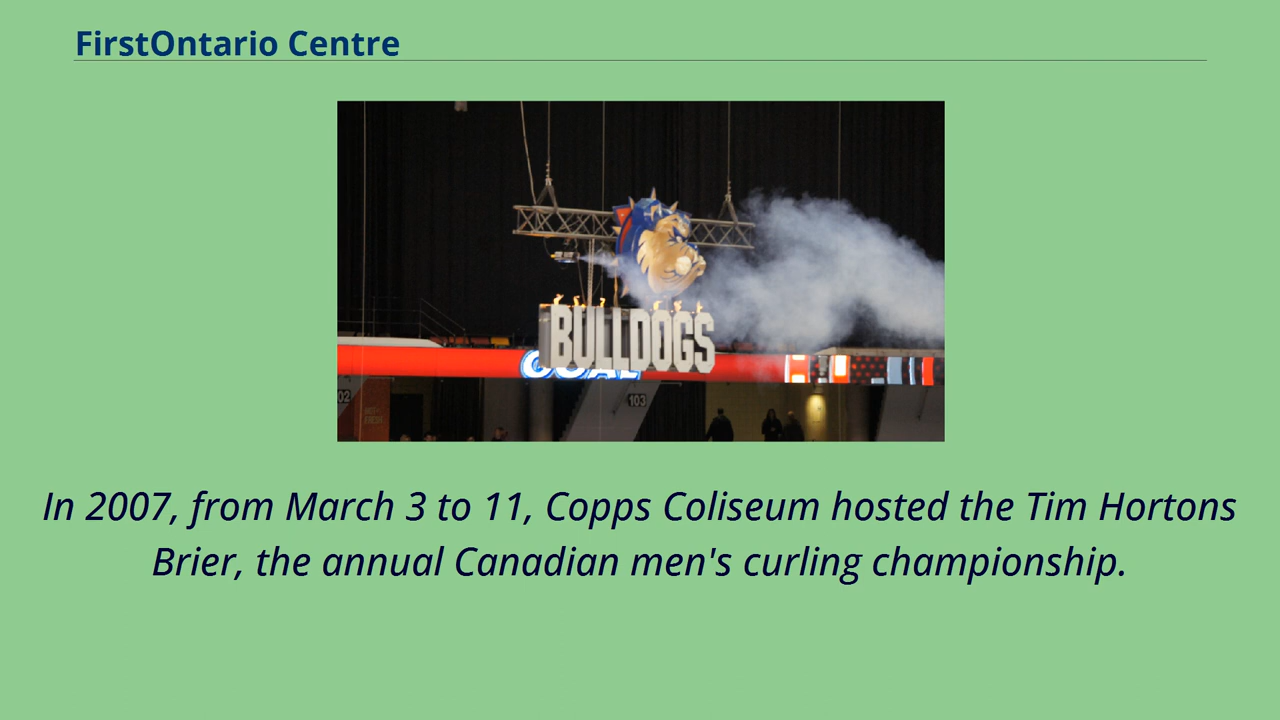 FirstOntario Centre
BULLDOGS
GOAL
103
In 2007, from March 3 to 11, Copps Coliseum hosted the Tim Hortons
Brier, the annual Canadian men's curling championship.